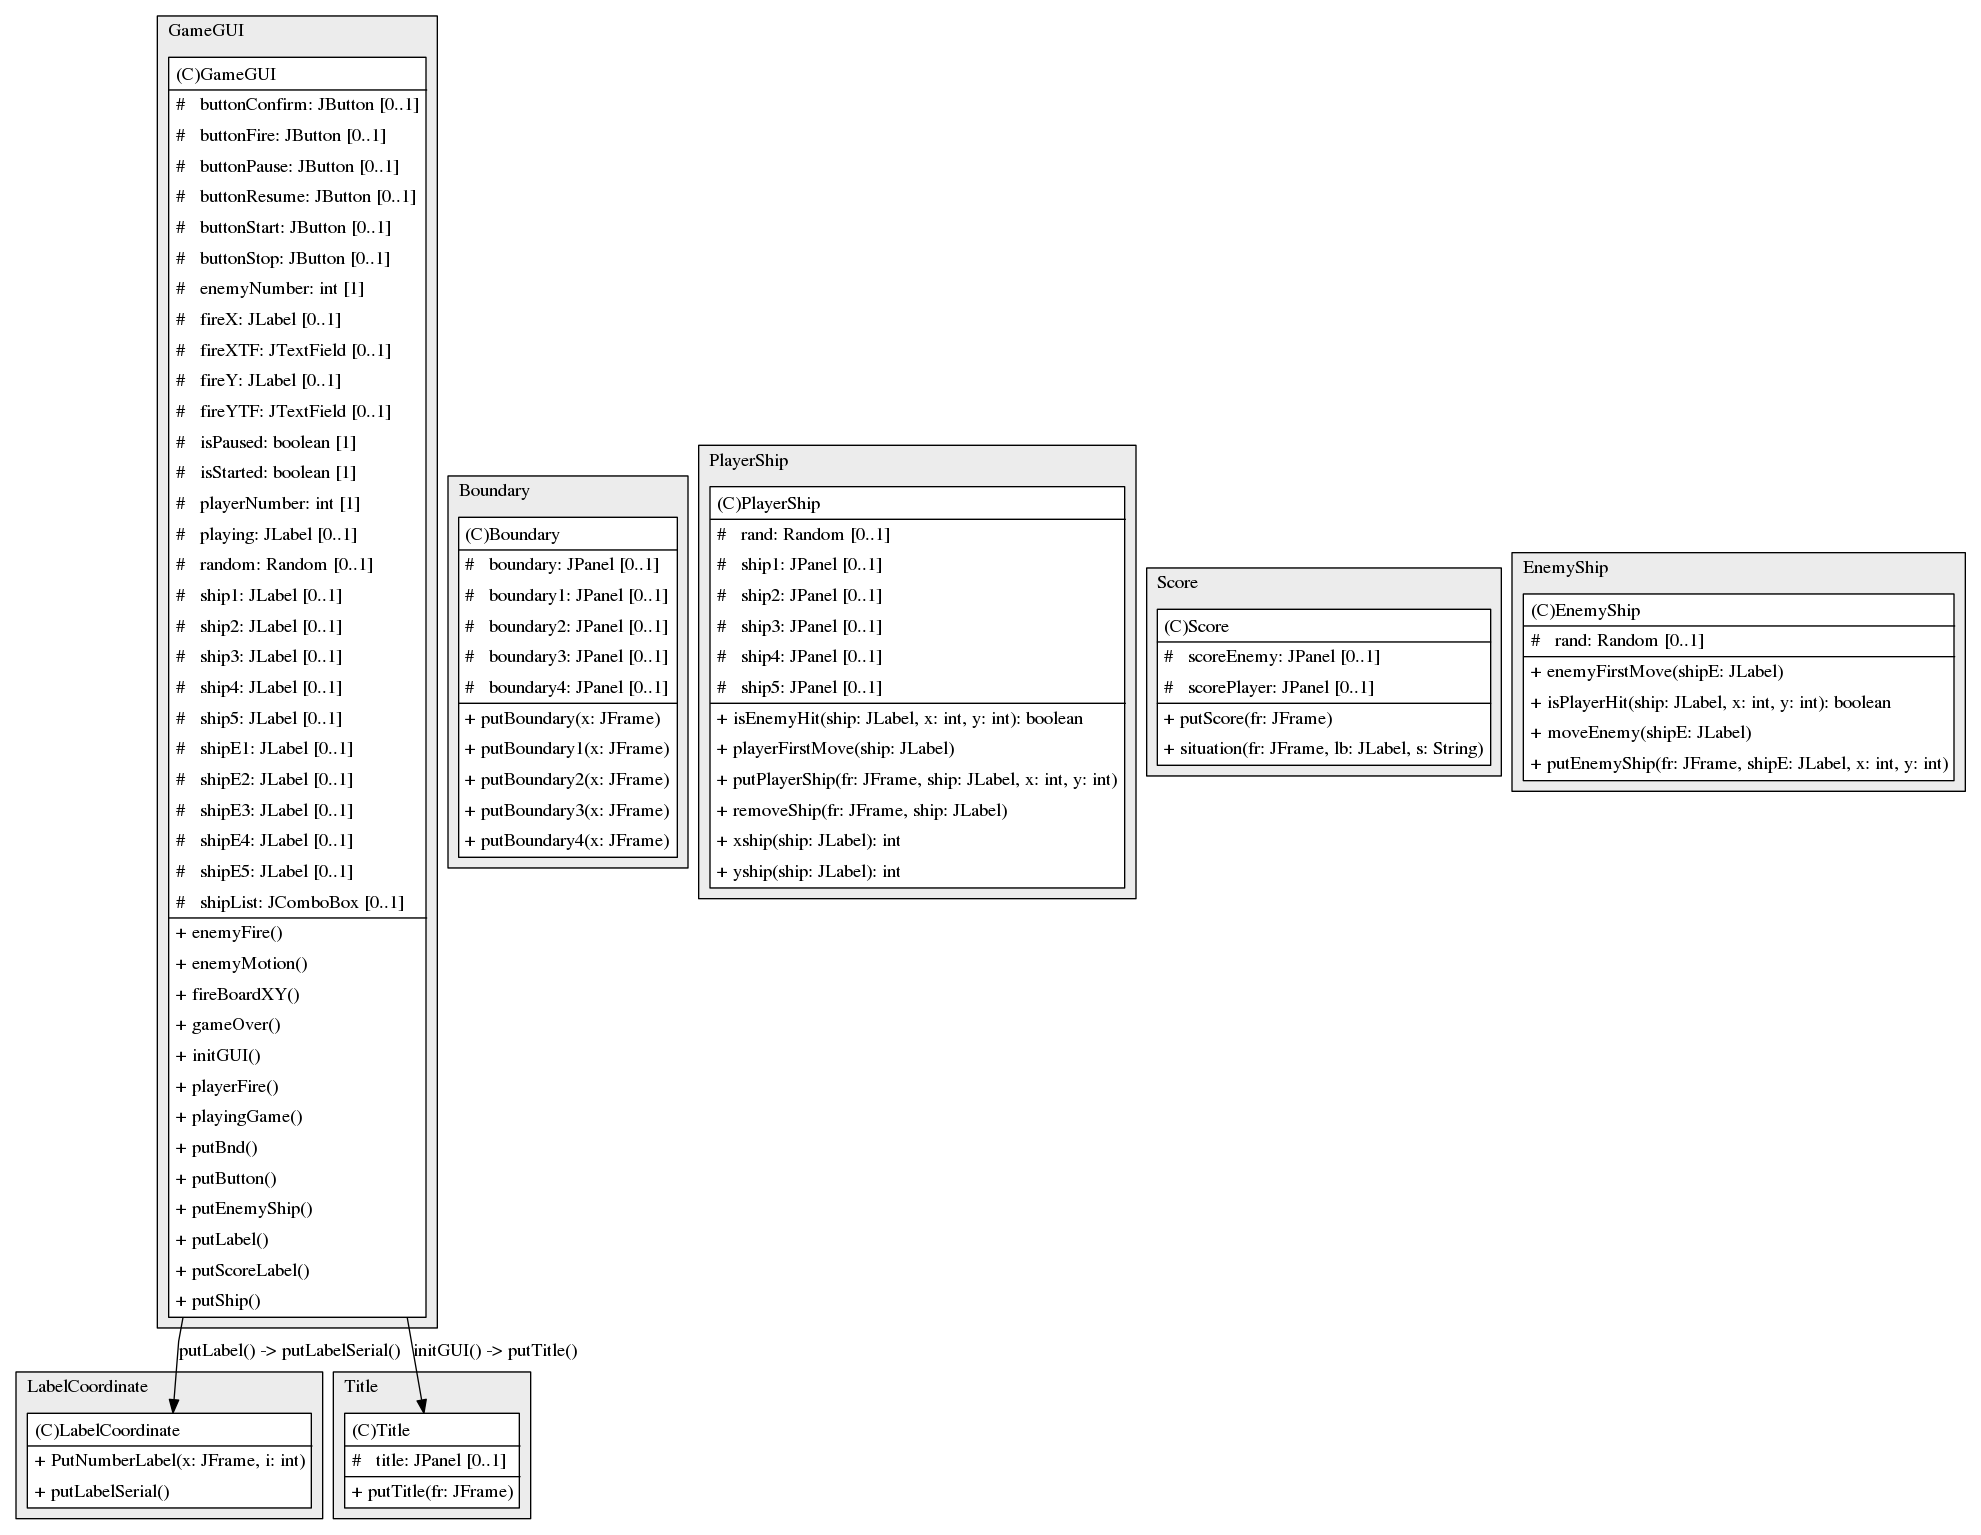 GameGUI
(C)GameGUI
# buttonConfirm: JButton [0..1]
# buttonFire: JButton [0..1]
# buttonPause: JButton [0..1]
# buttonResume: JButton [0..1]
# buttonStart: JButton [0..1]
# buttonStop: JButton [0..1]
# enemyNumber: int [1]
# fireX: JLabel [0..1]
# fireXTF: JTextField [0..1]
# fireY: JLabel [0..1]
# fireYTF: JTextField [0..1]
# isPaused: boolean [1]
# isStarted: boolean [1]
# playerNumber: int [1]
# playing: JLabel [0..1]
# random: Random [0..1]
# ship1: JLabel [0..1]
# ship2: JLabel [0..1]
# ship3: JLabel [0..1]
# ship4: JLabel [0..1]
# ship5: JLabel [0..1]
# shipE1: JLabel [0..1]
# shipE2: JLabel [0..1]
# shipE3: JLabel [0..1]
# shipE4: JLabel [0..1]
# shipE5: JLabel [0..1]
# shipList: JComboBox [0..1]
+ enemyFire()
+ enemyMotion()
+ fireBoardXY()
+ gameOver()
+ initGUI()
+ playerFire()
+ playingGame()
+ putBnd()
+ putButton()
+ putEnemyShip()
+ putLabel()
+ putScoreLabel()
+ putShip()
Boundary
(C)Boundary
# boundary: JPanel [0..1]
# boundary1: JPanel [0..1]
# boundary2: JPanel [0..1]
# boundary3: JPanel [0..1]
# boundary4: JPanel [0..1]
+ putBoundary(x: JFrame)
+ putBoundary1(x: JFrame)
+ putBoundary2(x: JFrame)
+ putBoundary3(x: JFrame)
+ putBoundary4(x: JFrame)
PlayerShip
(C)PlayerShip
# rand: Random [0..1]
# ship1: JPanel [0..1]
# ship2: JPanel [0..1]
# ship3: JPanel [0..1]
# ship4: JPanel [0..1]
# ship5: JPanel [0..1]
+ isEnemyHit(ship: JLabel, x: int, y: int): boolean
+ playerFirstMove(ship: JLabel)
+ putPlayerShip(fr: JFrame, ship: JLabel, x: int, y: int)
+ removeShip(fr: JFrame, ship: JLabel)
+ xship(ship: JLabel): int
+ yship(ship: JLabel): int
Score
(C)Score
# scoreEnemy: JPanel [0..1]
# scorePlayer: JPanel [0..1]
+ putScore(fr: JFrame)
+ situation(fr: JFrame, lb: JLabel, s: String)
EnemyShip
(C)EnemyShip
# rand: Random [0..1]
+ enemyFirstMove(shipE: JLabel)
+ isPlayerHit(ship: JLabel, x: int, y: int): boolean
+ moveEnemy(shipE: JLabel)
+ putEnemyShip(fr: JFrame, shipE: JLabel, x: int, y: int)
putLabel() -> putLabelSerial()
initGUI() -> putTitle()
LabelCoordinate
(C)LabelCoordinate
+ PutNumberLabel(x: JFrame, i: int)
+ putLabelSerial()
Title
(C)Title
# title: JPanel [0..1]
+ putTitle(fr: JFrame)